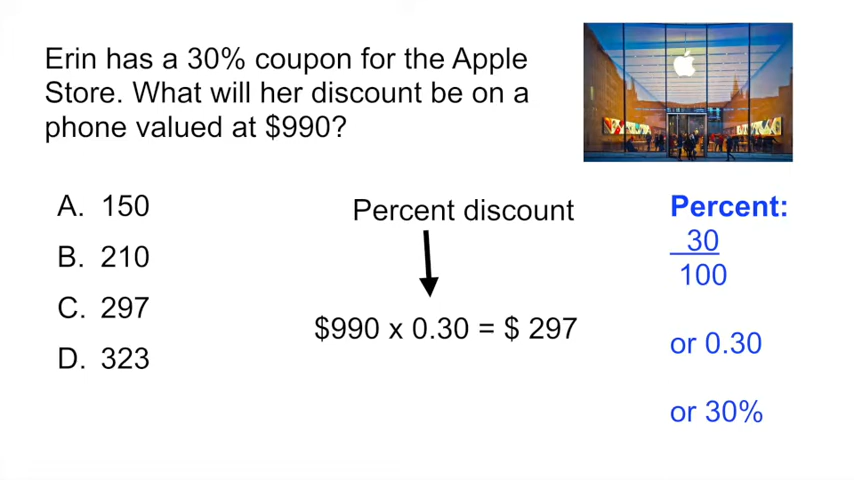 Erin has a 30% coupon for the Apple
Store. What will her discount be on a
phone valued at $990?
A. 150
B. 210
C. 297
D. 323
Percent discount
$990 x 0.30 = $ 297
Percent:
30
100
or 0.30
or 30%